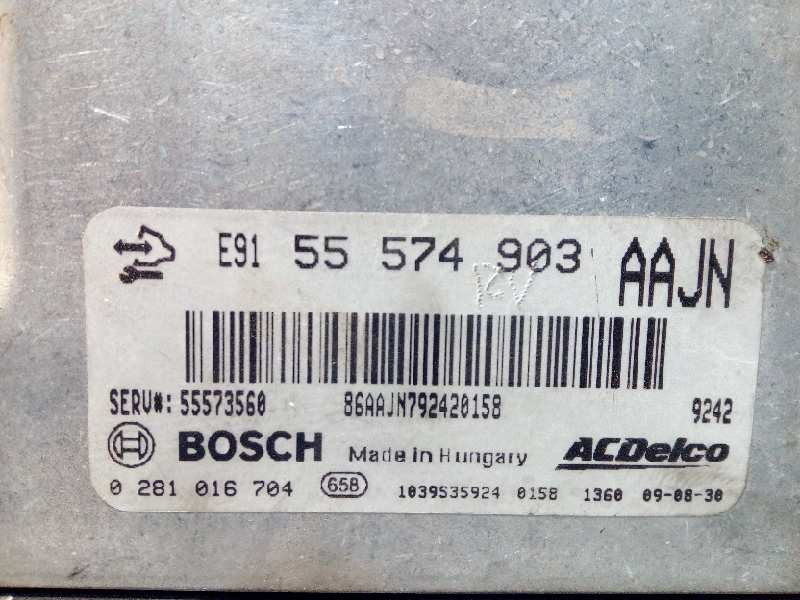 E91 55 574 903 AAJN
RV
SERV#: 55573560 86AAJN792420158 9242
BOSCH Made in Hungary ACDelco
0 281 016 704 658 1039S35924 0158 1360 09-08-30